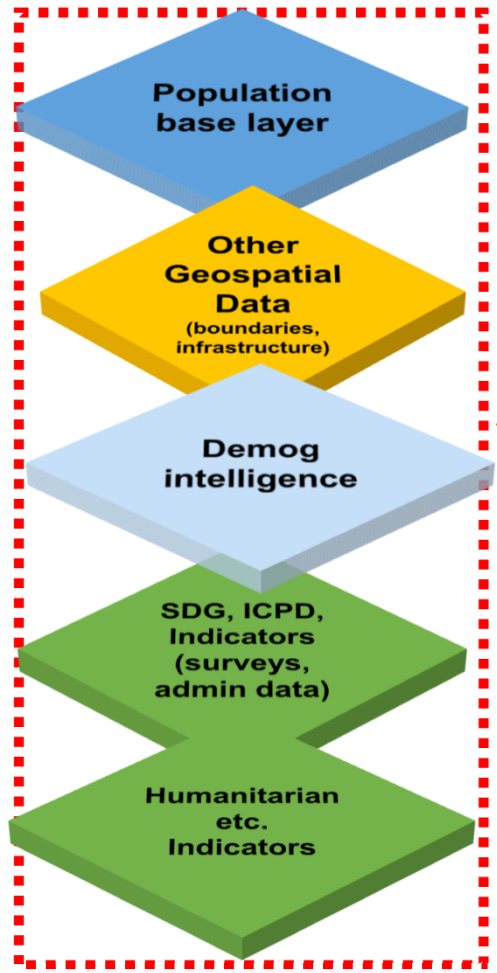 Population
base layer
Other
Geospatial
Data
(boundaries,
infrastructure)
Demog
intelligence
SDG, ICPD,
Indicators
(surveys,
admin data)
Humanitarian
etc.
Indicators